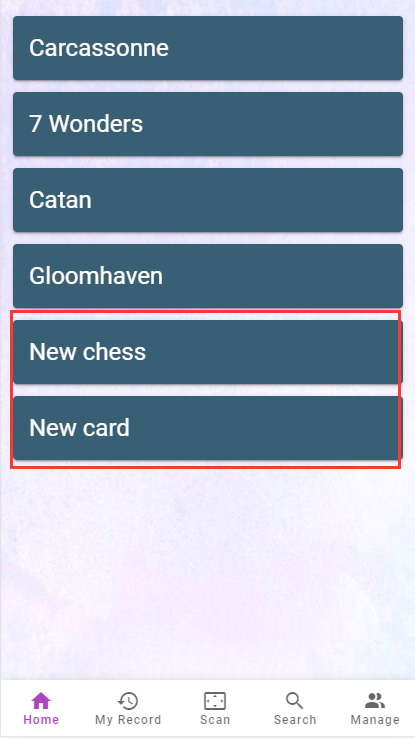 Carcassonne
7 Wonders
Catan
Gloomhaven
New chess
New card
Home My Record Scan Search Manage